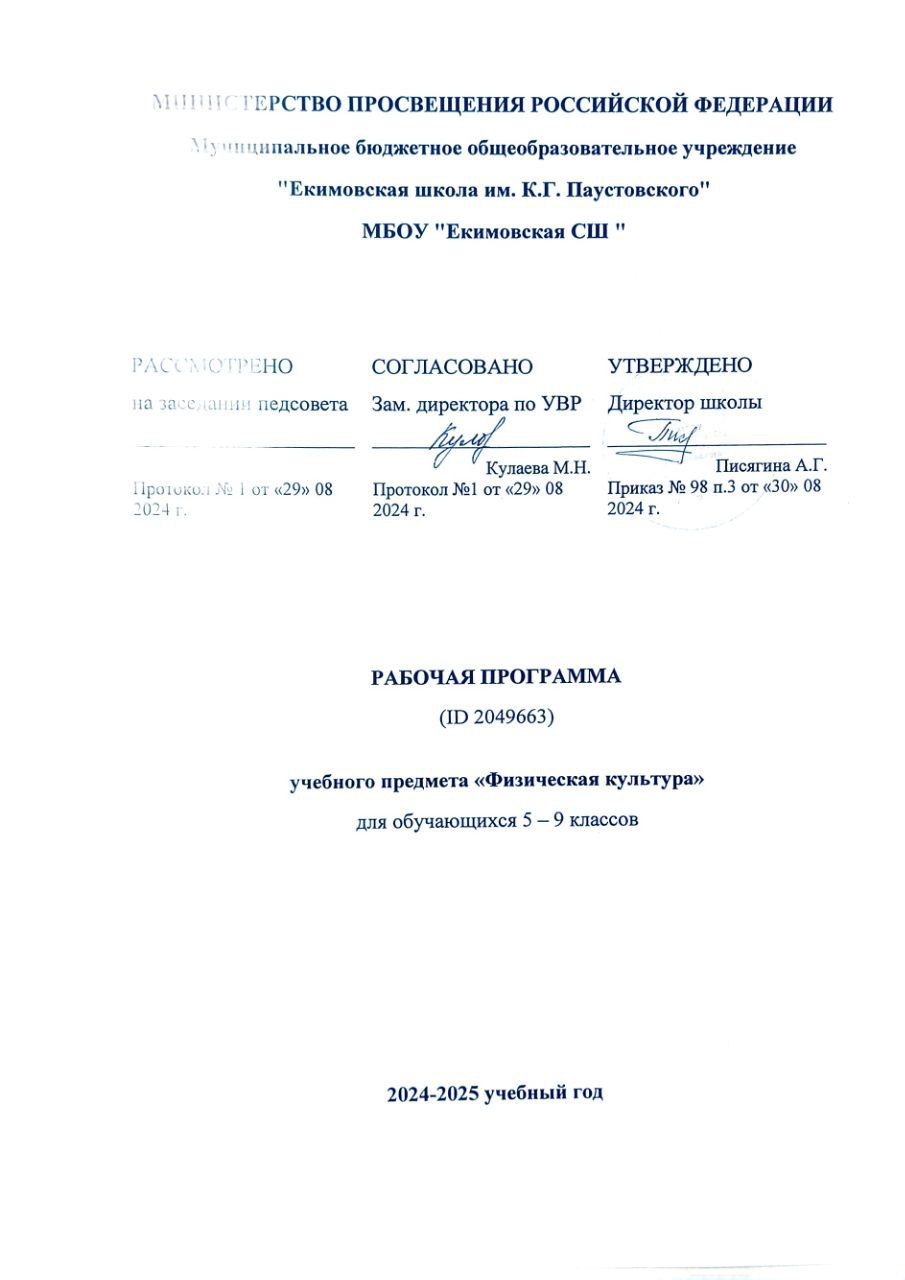 МИНИСТЕРСТВО ПРОСВЕЩЕНИЯ РОССИЙСКОЙ ФЕДЕРАЦИИ
Муниципальное бюджетное общеобразовательное учреждение
"Екимовская школа им. К.Г. Паустовского"
МБОУ "Екимовская СШ "
РАССМОТРЕНО
на заседании педсовета
Протокол № 1 от «29» 08
2024 г.
СОГЛАСОВАНО
Зам. директора по УВР
Кулаева М.Н.
Протокол №1 от «29» 08
2024 г.
УТВЕРЖДЕНО
Директор школы
Писягина А.Г.
Приказ № 98 п.3 от «30» 08
2024 г.
РАБОЧАЯ ПРОГРАММА
(ID 2049663)
учебного предмета «Физическая культура»
для обучающихся 5 – 9 классов
2024-2025 учебный год